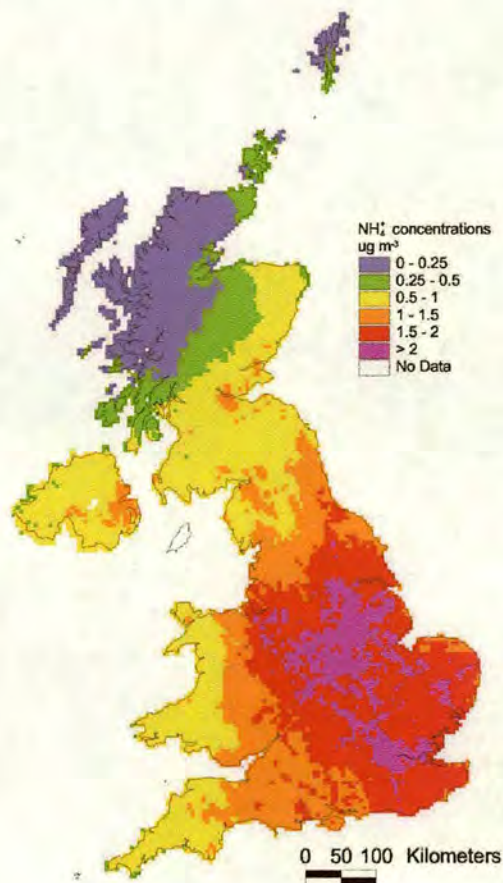 NH₄⁺ concentrations
ug m⁻³
0 - 0.25
0.25 - 0.5
0.5 - 1
1 - 1.5
1.5 - 2
> 2
No Data
0 50 100 Kilometers